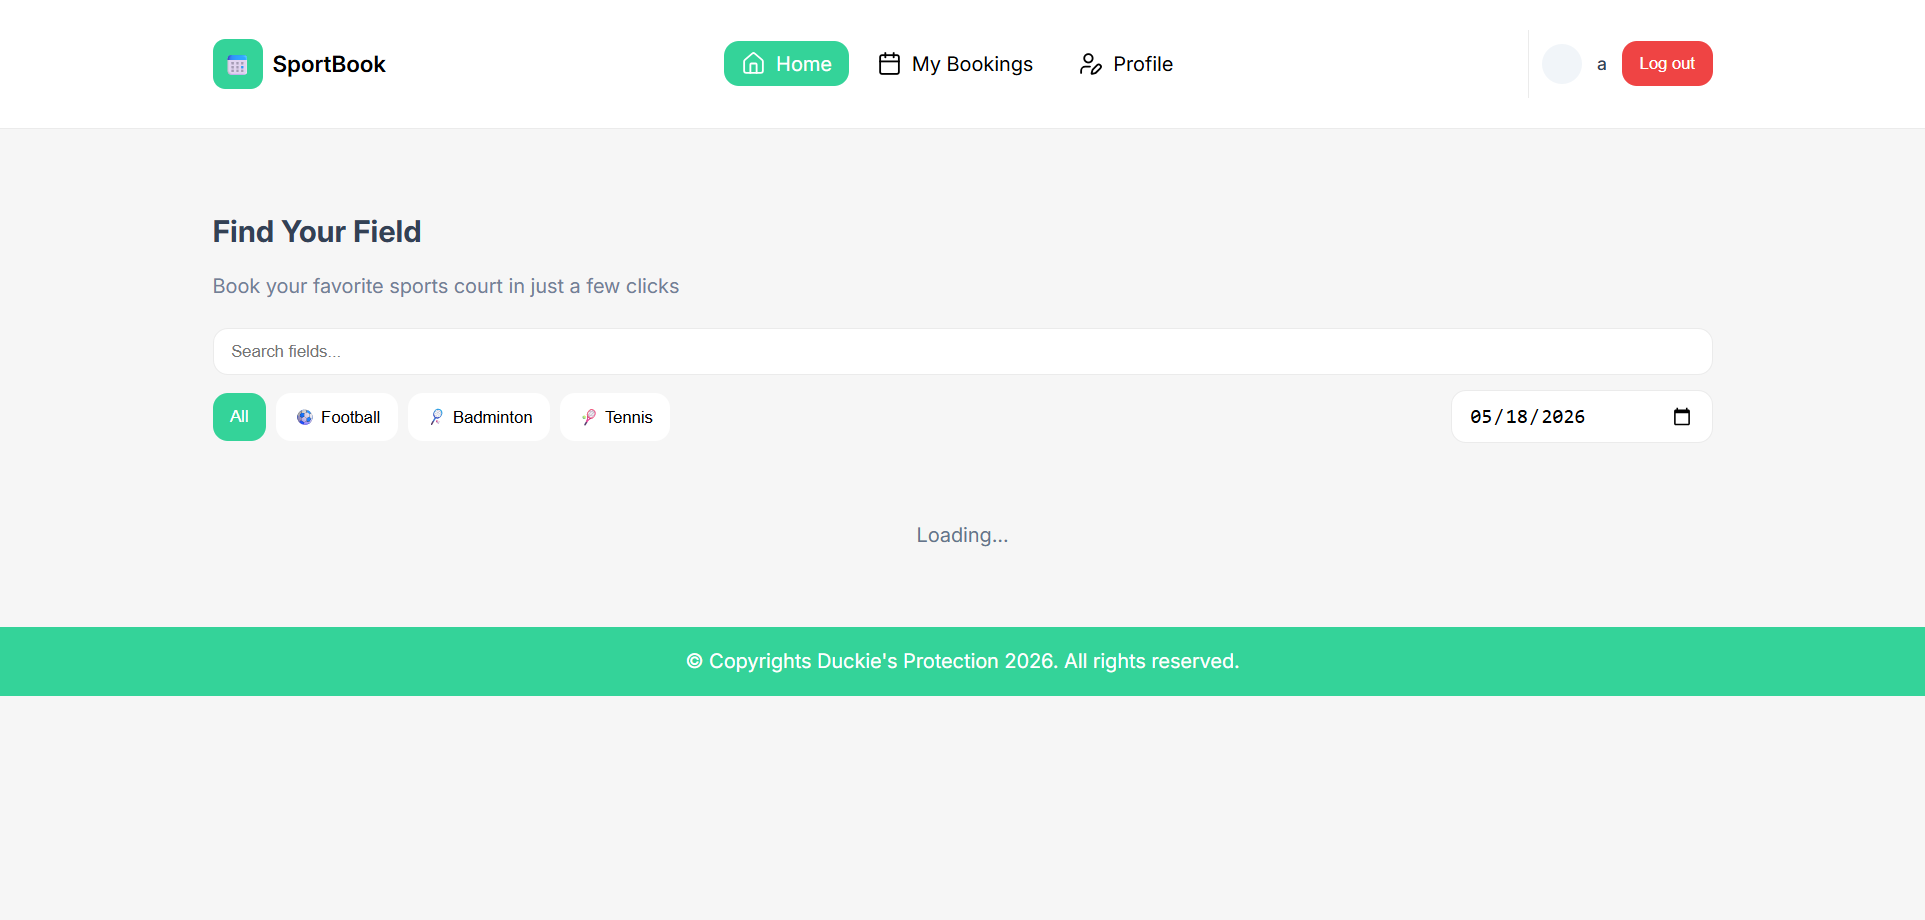 SportBook
Home
My Bookings
Profile
a
Log out
Find Your Field
Book your favorite sports court in just a few clicks
Search fields...
All
Football
Badminton
Tennis
05/18/2026
Loading...
© Copyrights Duckie's Protection 2026. All rights reserved.